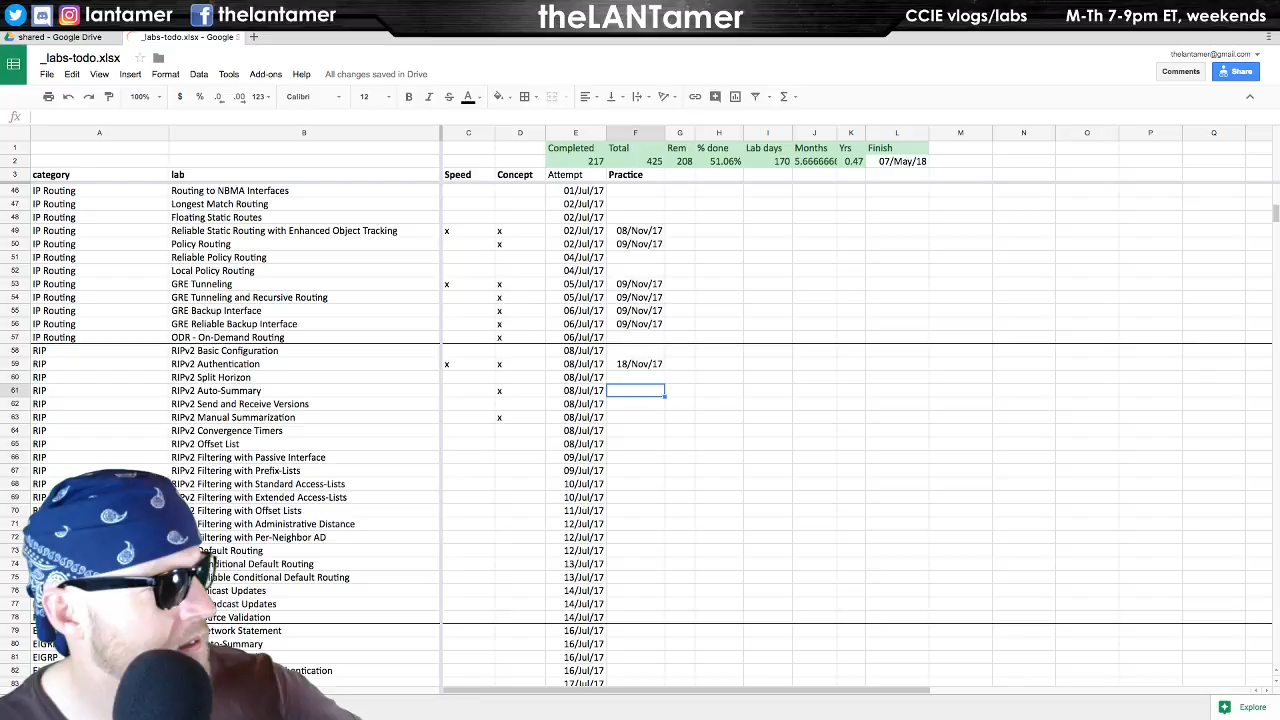 lantamer thelantamer theLANTamer CCIE vlogs/labs M-Th 7-9pm ET, weekends
shared - Google Drive _labs-todo.xlsx - Google S
_labs-todo.xlsx thelantamer@gmail.com
File Edit View Insert Format Data Tools Add-ons Help All changes saved in Drive Comments Share
100% $ % .0 .00 123 Calibri 12 B I S A
fx
A B C D E F G H I J K L M N O P Q
1 Completed Total Rem % done Lab days Months Yrs Finish
2 217 425 208 51.06% 170 5.6666666 0.47 07/May/18
3 category lab Speed Concept Attempt Practice
46 IP Routing Routing to NBMA Interfaces 01/Jul/17
47 IP Routing Longest Match Routing 02/Jul/17
48 IP Routing Floating Static Routes 02/Jul/17
49 IP Routing Reliable Static Routing with Enhanced Object Tracking x x 02/Jul/17 08/Nov/17
50 IP Routing Policy Routing x 02/Jul/17 09/Nov/17
51 IP Routing Reliable Policy Routing 04/Jul/17
52 IP Routing Local Policy Routing 04/Jul/17
53 IP Routing GRE Tunneling x x 05/Jul/17 09/Nov/17
54 IP Routing GRE Tunneling and Recursive Routing x 05/Jul/17 09/Nov/17
55 IP Routing GRE Backup Interface x 06/Jul/17 09/Nov/17
56 IP Routing GRE Reliable Backup Interface x 06/Jul/17 09/Nov/17
57 IP Routing ODR - On-Demand Routing x 06/Jul/17
58 RIP RIPv2 Basic Configuration 08/Jul/17
59 RIP RIPv2 Authentication x x 08/Jul/17 18/Nov/17
60 RIP RIPv2 Split Horizon 08/Jul/17
61 RIP RIPv2 Auto-Summary x 08/Jul/17
62 RIP RIPv2 Send and Receive Versions 08/Jul/17
63 RIP RIPv2 Manual Summarization x 08/Jul/17
64 RIP RIPv2 Convergence Timers 08/Jul/17
65 RIP RIPv2 Offset List 08/Jul/17
66 RIP RIPv2 Filtering with Passive Interface 09/Jul/17
67 RIP RIPv2 Filtering with Prefix-Lists 09/Jul/17
68 RIP RIPv2 Filtering with Standard Access-Lists 10/Jul/17
69 RIP RIPv2 Filtering with Extended Access-Lists 10/Jul/17
70 Filtering with Offset Lists 11/Jul/17
71 Filtering with Administrative Distance 12/Jul/17
72 Filtering with Per-Neighbor AD 12/Jul/17
73 Default Routing 12/Jul/17
74 Conditional Default Routing 13/Jul/17
75 Conditional Default Routing 13/Jul/17
76 Updates 14/Jul/17
77 Updates 14/Jul/17
78 Validation 14/Jul/17
79 Statement 16/Jul/17
80 EIGR 16/Jul/17
81 EIGRP 16/Jul/17
82 16/Jul/17
83 17/Jul/17
Explore